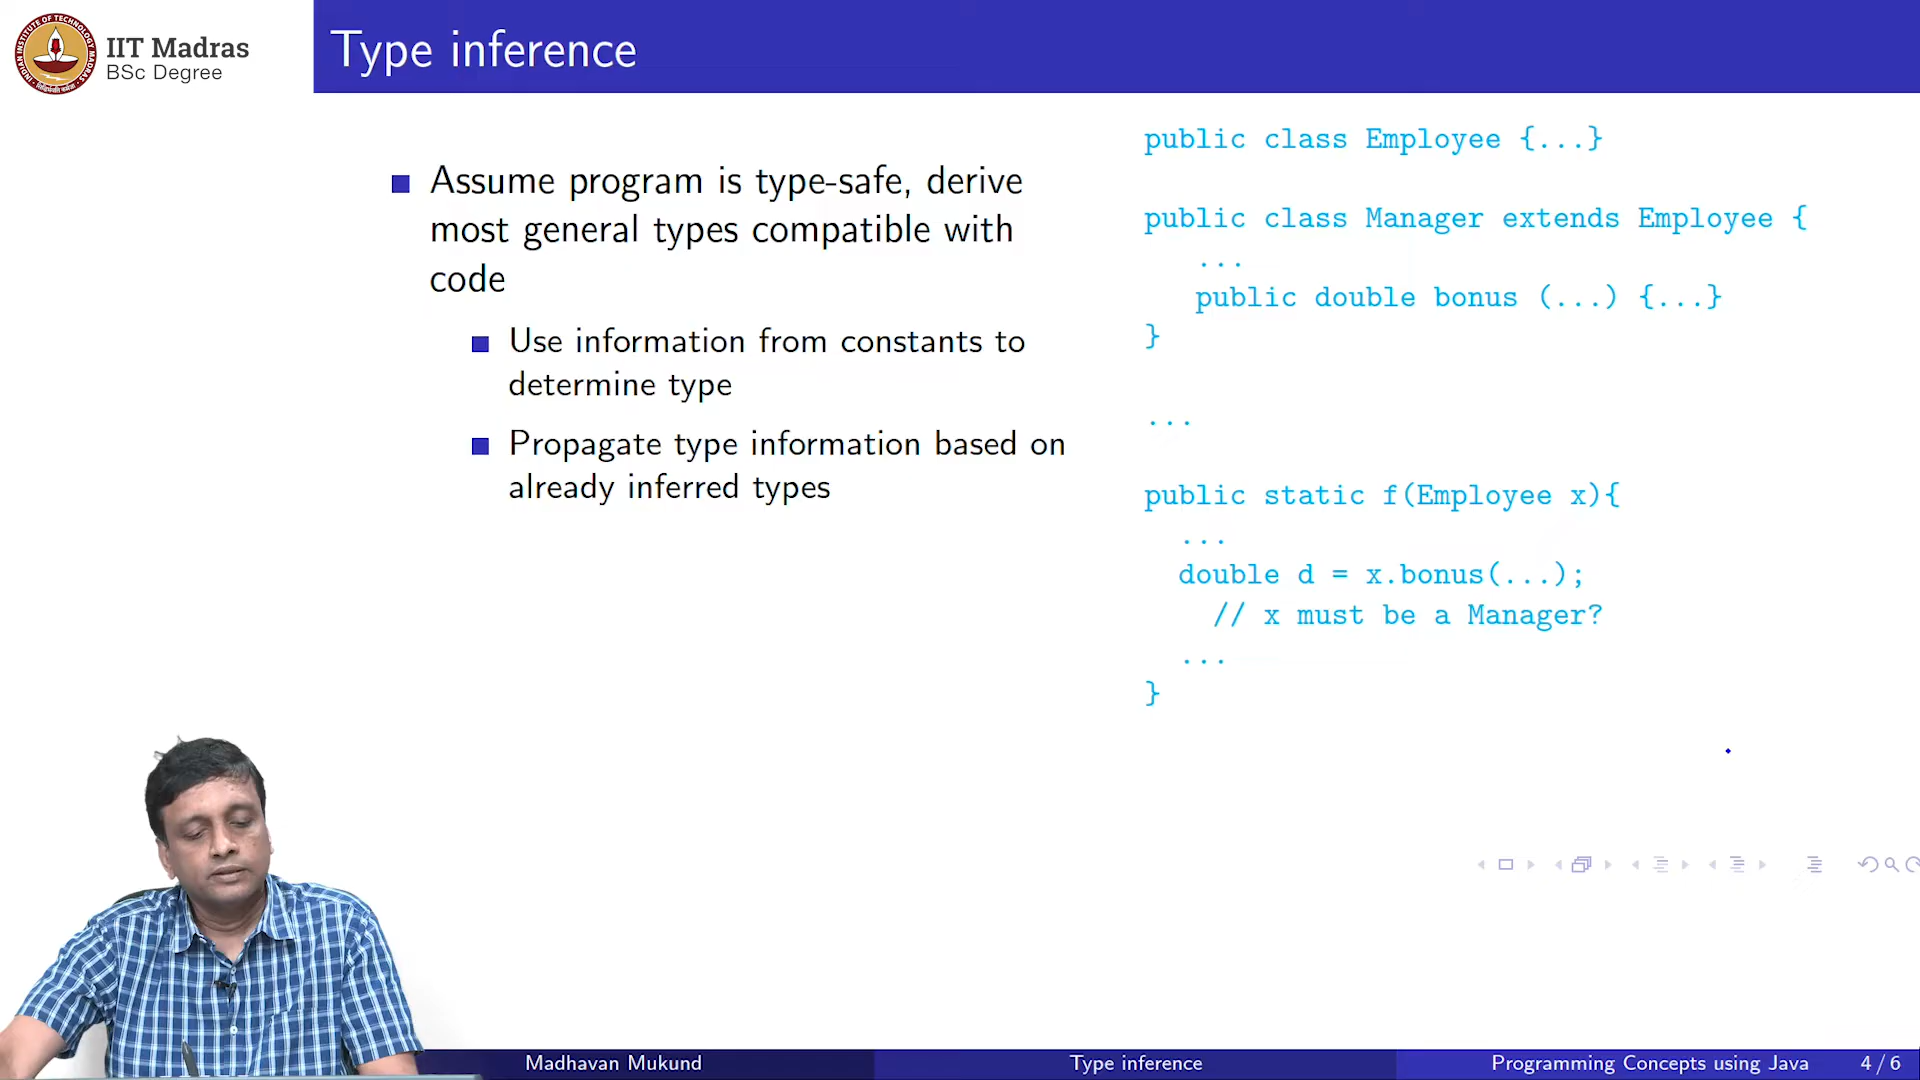 IIT Madras
BSc Degree
Type inference
Assume program is type-safe, derive
most general types compatible with
code
Use information from constants to
determine type
Propagate type information based on
already inferred types
public class Employee {...}
public class Manager extends Employee {
...
public double bonus (...) {...}
}
...
public static f(Employee x){
...
double d = x.bonus(...);
// x must be a Manager?
...
}
Madhavan Mukund
Type inference
Programming Concepts using Java
4 / 6